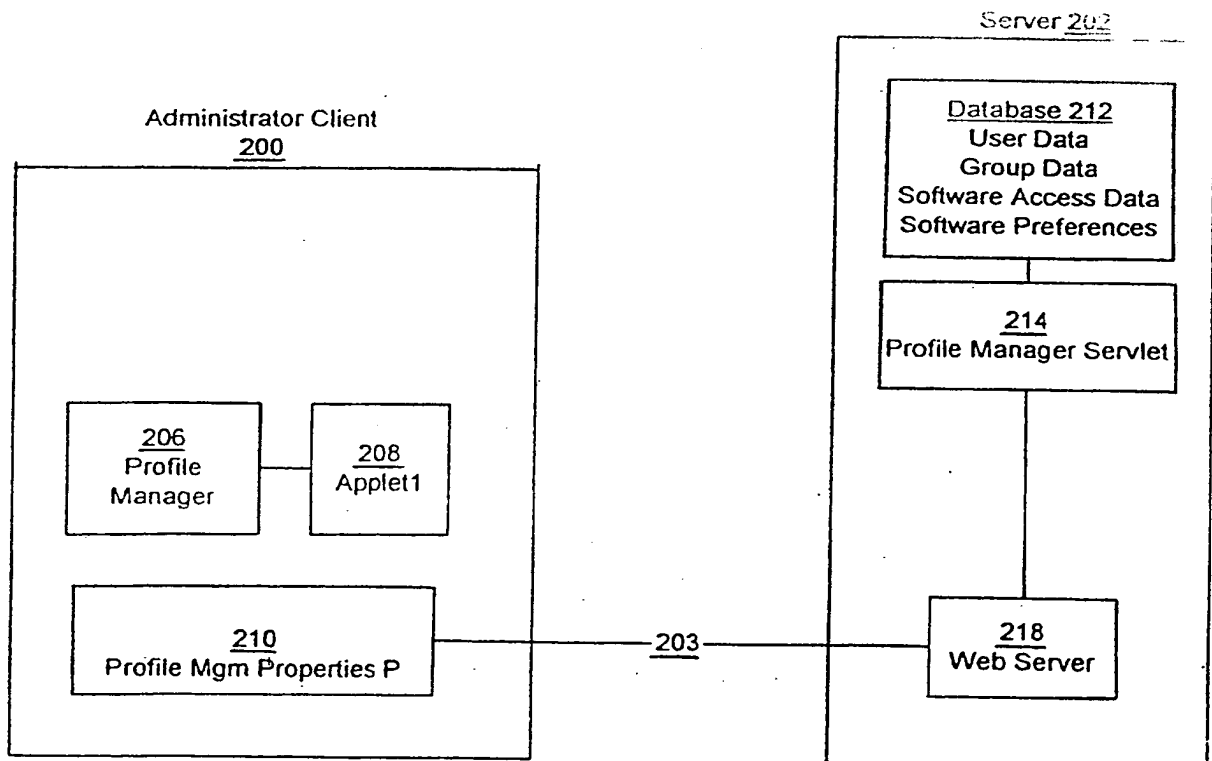 Server 202
Administrator Client
200
Database 212
User Data
Group Data
Software Access Data
Software Preferences
214
Profile Manager Servlet
206
Profile
Manager
208
Applet1
210
Profile Mgm Properties P
203
218
Web Server